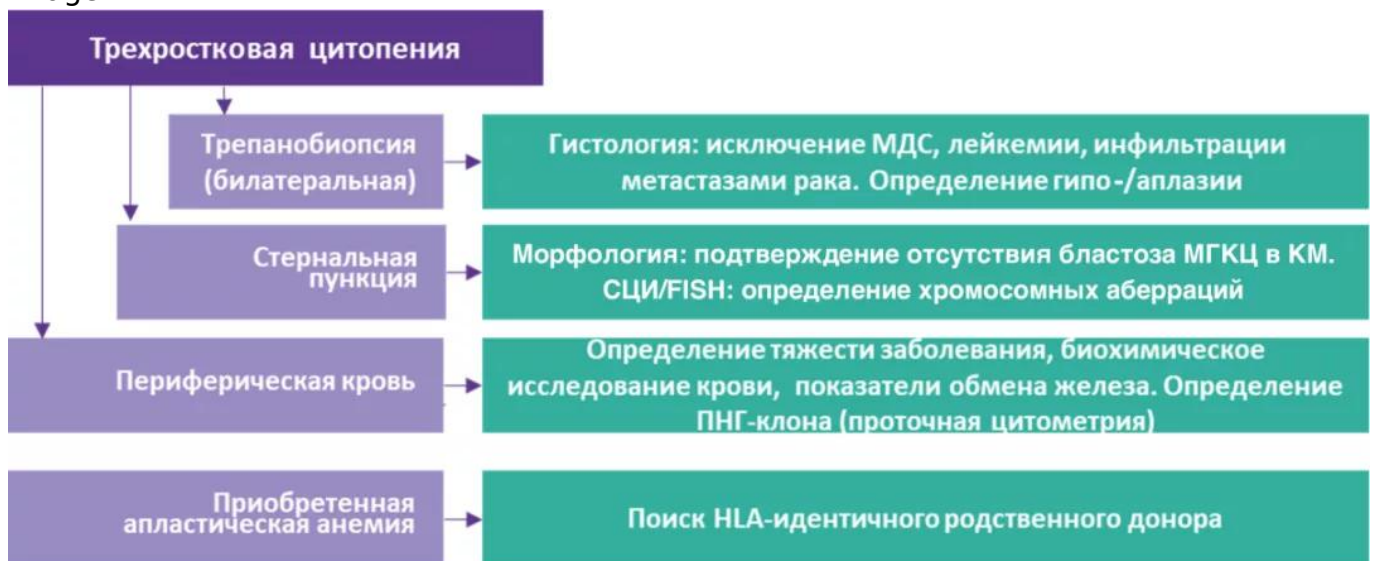 Трехростковая цитопения
Трепанобиопсия
(билатеральная)
Гистология: исключение МДС, лейкемии, инфильтрации
метастазами рака. Определение гипо-/аплазии
Стернальная
пункция
Морфология: подтверждение отсутствия бластоза МГКЦ в КМ.
СЦИ/FISH: определение хромосомных аберраций
Периферическая кровь
Определение тяжести заболевания, биохимическое
исследование крови, показатели обмена железа. Определение
ПНГ-клона (проточная цитометрия)
Приобретенная
апластическая анемия
Поиск HLA-идентичного родственного донора